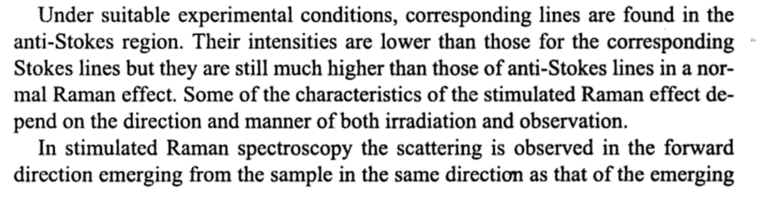 Under suitable experimental conditions, corresponding lines are found in the
anti-Stokes region. Their intensities are lower than those for the corresponding
Stokes lines but they are still much higher than those of anti-Stokes lines in a nor-
mal Raman effect. Some of the characteristics of the stimulated Raman effect de-
pend on the direction and manner of both irradiation and observation.
In stimulated Raman spectroscopy the scattering is observed in the forward
direction emerging from the sample in the same direction as that of the emerging